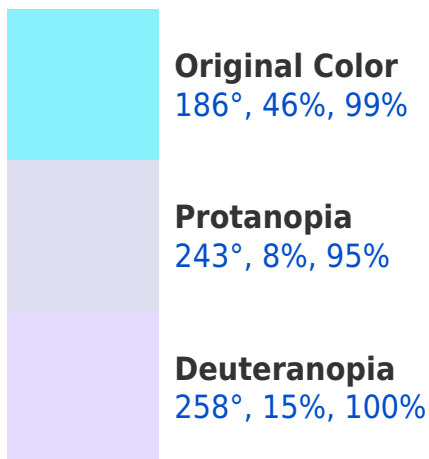 Original Color
186°, 46%, 99%
Protanopia
243°, 8%, 95%
Deuteranopia
258°, 15%, 100%